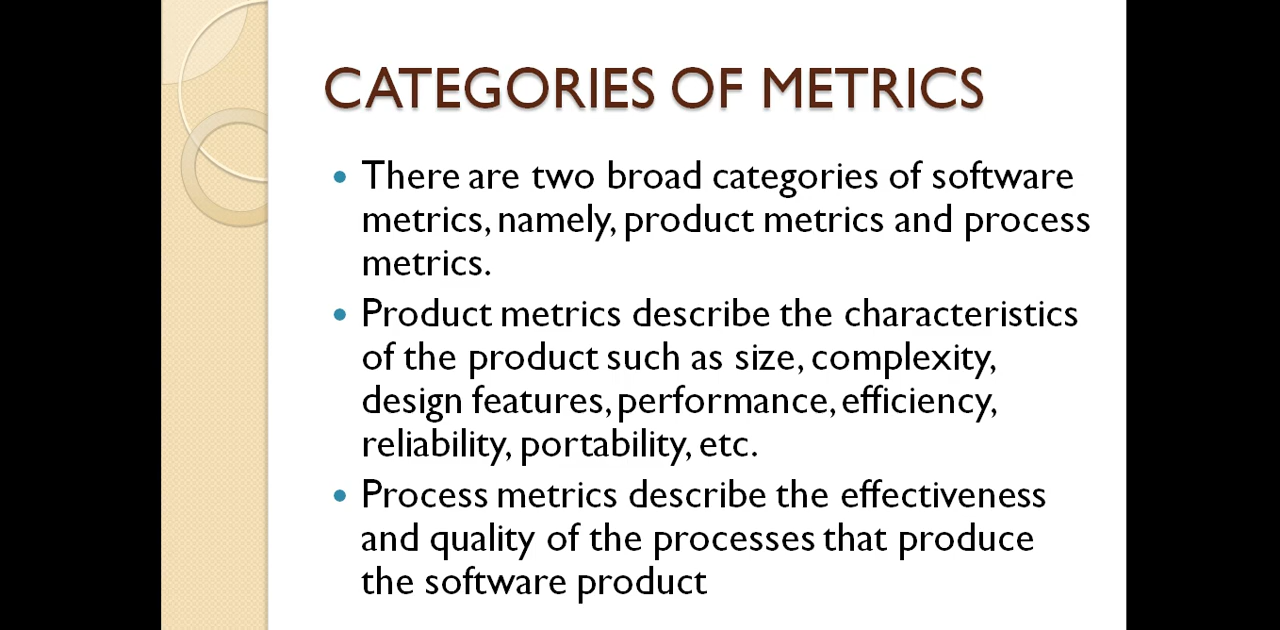 CATEGORIES OF METRICS
• There are two broad categories of software
metrics, namely, product metrics and process
metrics.
• Product metrics describe the characteristics
of the product such as size, complexity,
design features, performance, efficiency,
reliability, portability, etc.
• Process metrics describe the effectiveness
and quality of the processes that produce
the software product